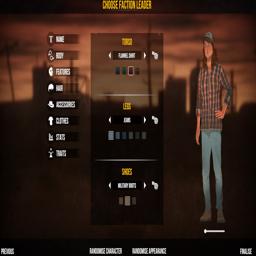 CHOOSE FACTION LEADER
NAME
BODY
FEATURES
HAIR
ACCESSORIES
CLOTHES
STATS
TRAITS
TORSO
FLANNEL SHIRT
LEGS
JEANS
SHOES
MILITARY BOOTS
PREVIOUS
RANDOMISE CHARACTER
RANDOMISE APPEARANCE
FINALISE